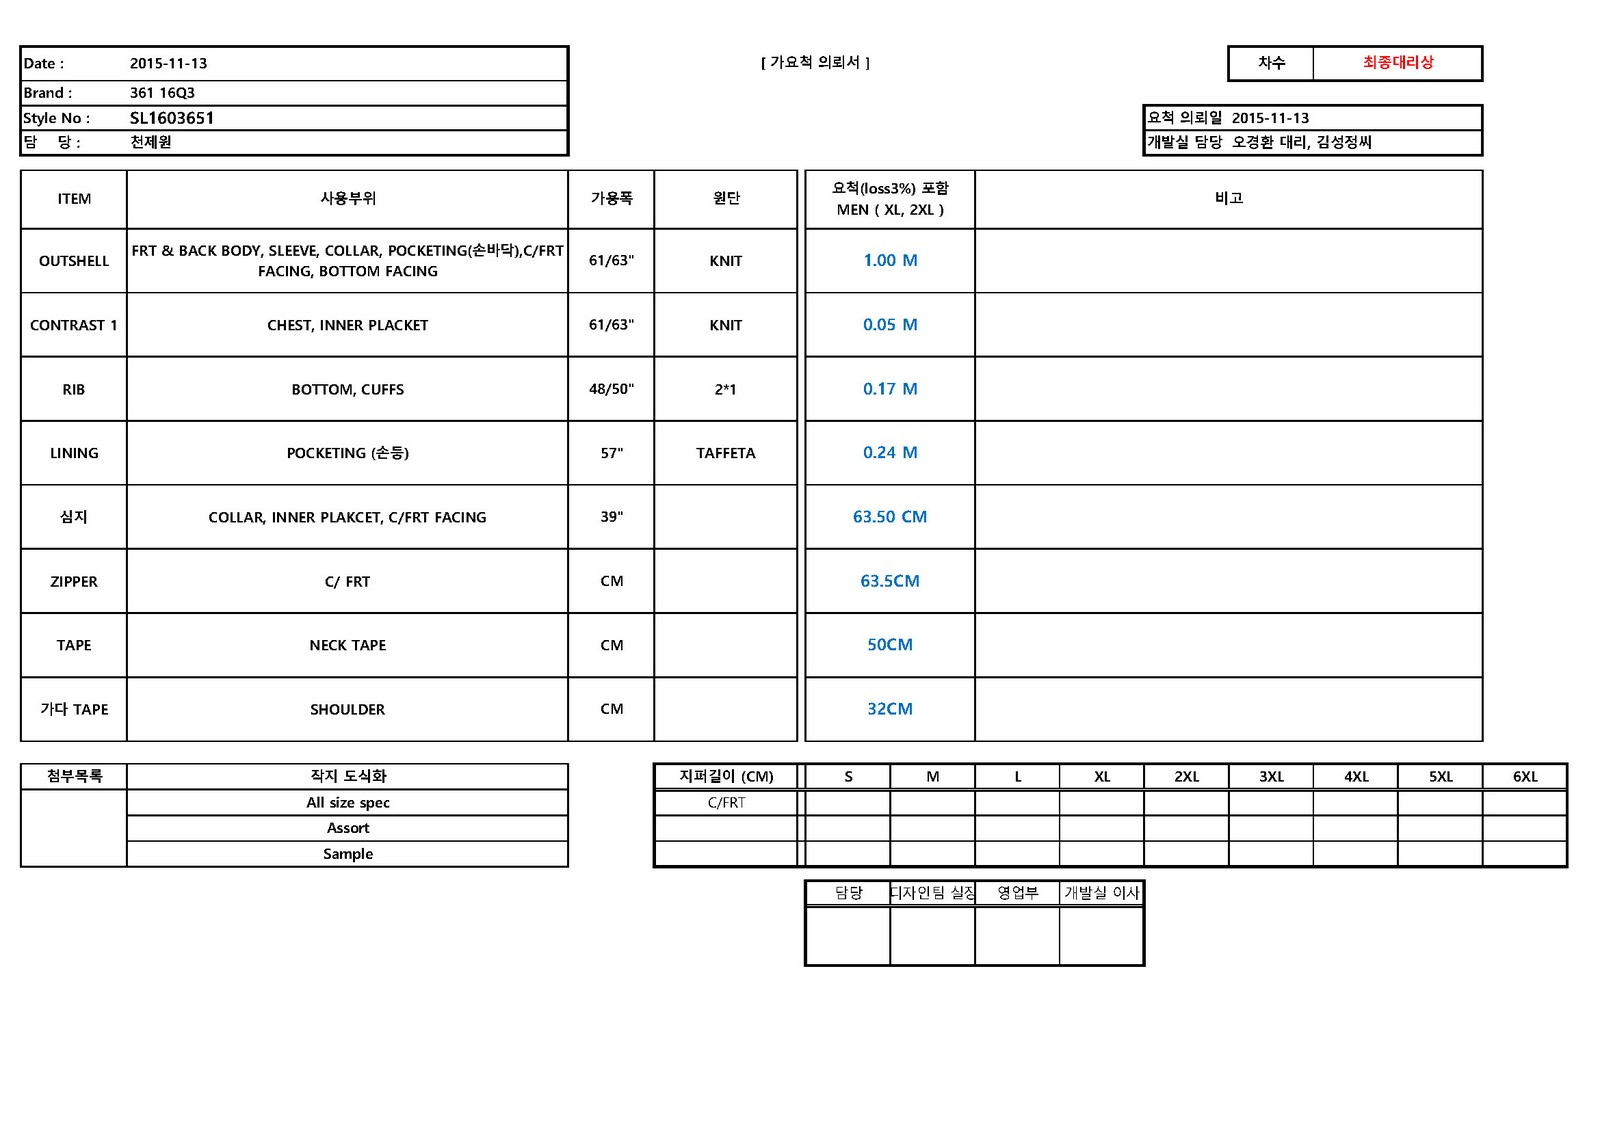 Date : 2015-11-13
[ 가요척 의뢰서 ]
차수 최종대리상
Brand : 361 16Q3
Style No : SL1603651
요척 의뢰일 2015-11-13
담 당 : 천제원
개발실 담당 오경환 대리, 김성정씨
ITEM 사용부위 가용폭 원단 요척(loss3%) 포함 비고
MEN ( XL, 2XL )
OUTSHELL FRT & BACK BODY, SLEEVE, COLLAR, POCKETING(손바닥),C/FRT 61/63" KNIT 1.00 M
FACING, BOTTOM FACING
CONTRAST 1 CHEST, INNER PLACKET 61/63" KNIT 0.05 M
RIB BOTTOM, CUFFS 48/50" 2*1 0.17 M
LINING POCKETING (손등) 57" TAFFETA 0.24 M
심지 COLLAR, INNER PLAKCET, C/FRT FACING 39" 63.50 CM
ZIPPER C/ FRT CM 63.5CM
TAPE NECK TAPE CM 50CM
가다 TAPE SHOULDER CM 32CM
첨부목록 작지 도식화
All size spec
Assort
Sample
지퍼길이 (CM) S M L XL 2XL 3XL 4XL 5XL 6XL
C/FRT
담당 디자인팀 실장 영업부 개발실 이사